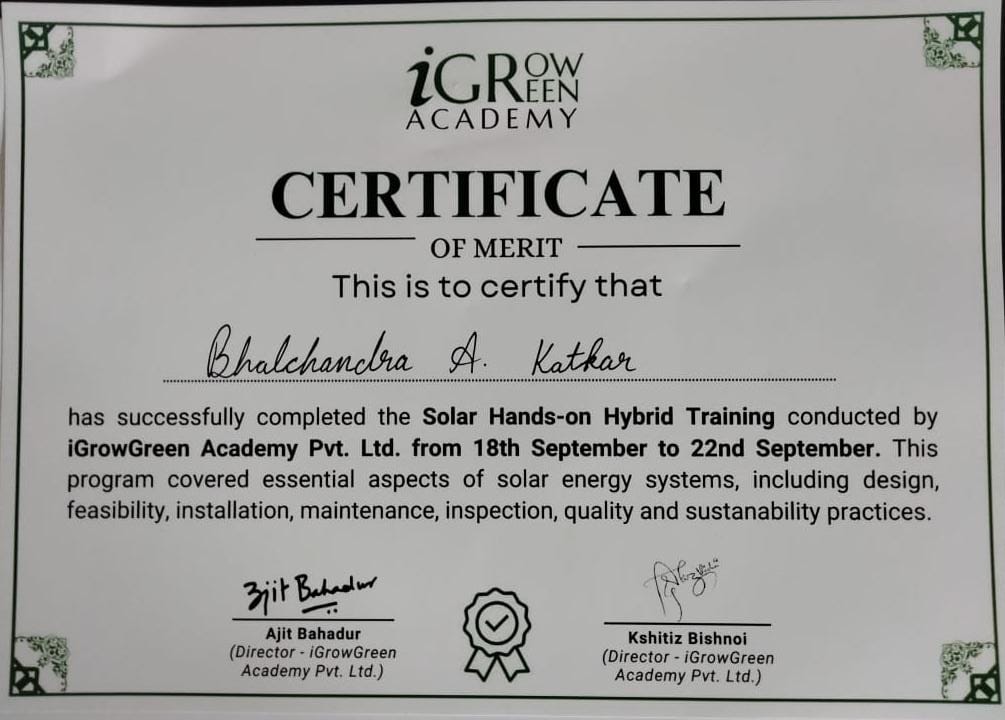 iGROW
GREEN
ACADEMY
CERTIFICATE
OF MERIT
This is to certify that
Bhalchandra A. Katkar
has successfully completed the Solar Hands-on Hybrid Training conducted by
iGrowGreen Academy Pvt. Ltd. from 18th September to 22nd September. This
program covered essential aspects of solar energy systems, including design,
feasibility, installation, maintenance, inspection, quality and sustanability practices.
Ajit Bahadur
Ajit Bahadur
(Director - iGrowGreen
Academy Pvt. Ltd.)
Kshitiz Bishnoi
(Director - iGrowGreen
Academy Pvt. Ltd.)